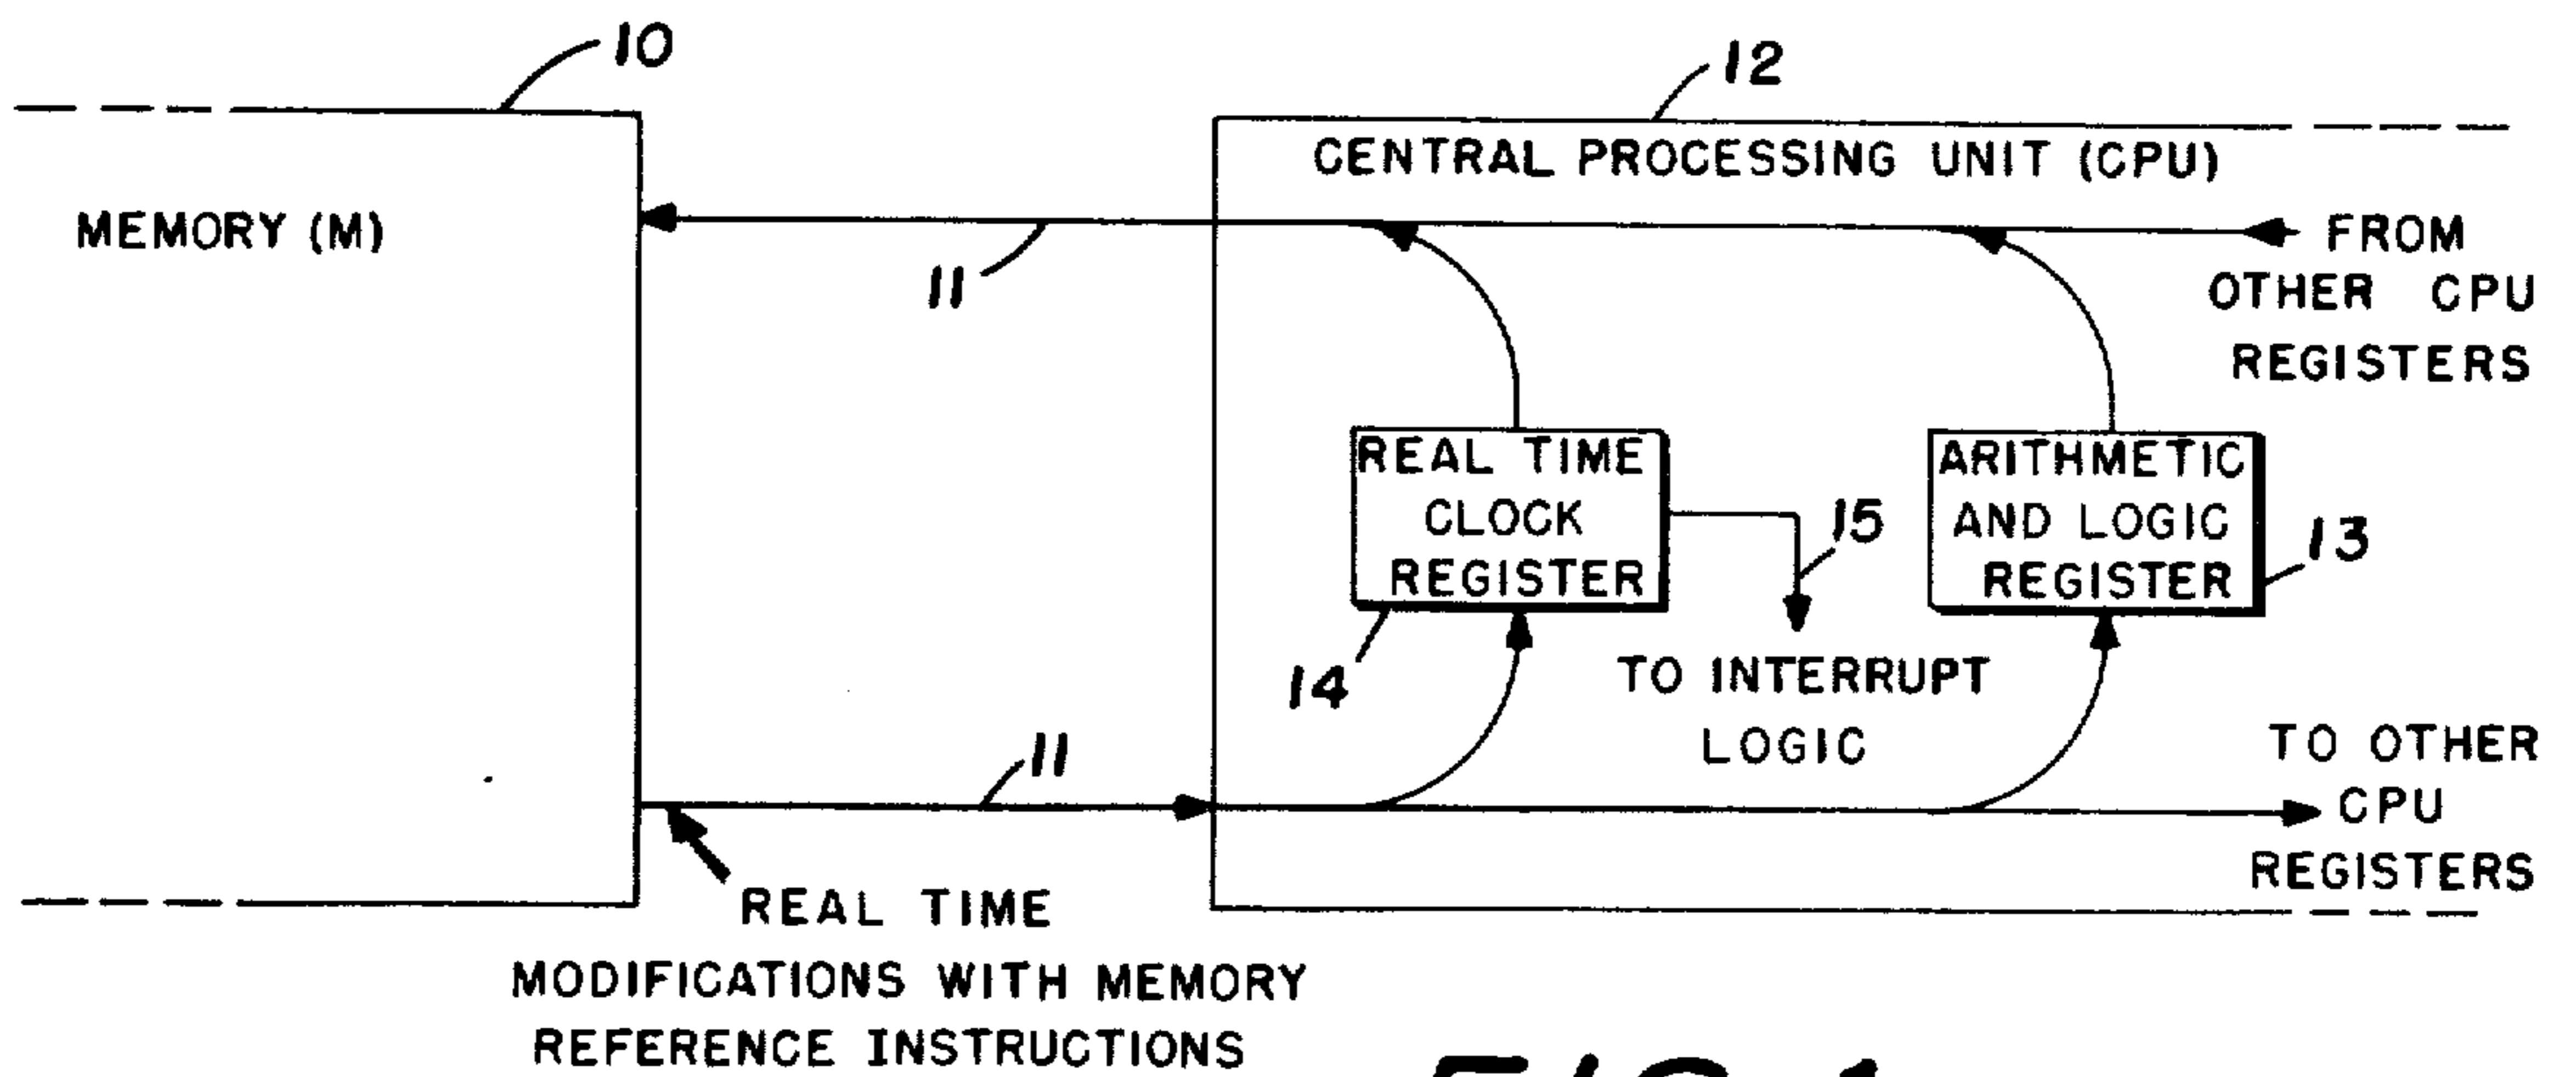 10
12
CENTRAL PROCESSING UNIT (CPU)
MEMORY (M)
11
FROM
OTHER CPU
REGISTERS
REAL TIME
CLOCK
REGISTER
15
ARITHMETIC
AND LOGIC
REGISTER
13
14
TO INTERRUPT
LOGIC
11
TO OTHER
CPU
REGISTERS
REAL TIME
MODIFICATIONS WITH MEMORY
REFERENCE INSTRUCTIONS
FIG. 1